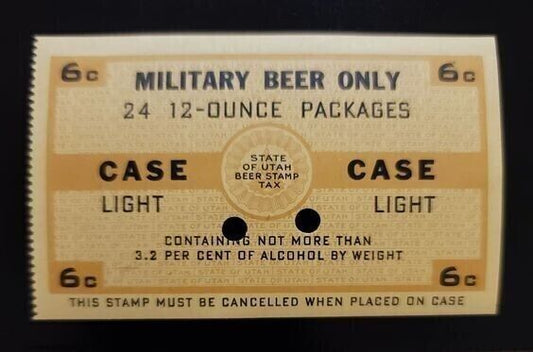 6c 6c
MILITARY BEER ONLY
24 12-OUNCE PACKAGES
CASE CASE
STATE
OF UTAH
BEER STAMP
TAX
LIGHT LIGHT
CONTAINING NOT MORE THAN
3.2 PER CENT OF ALCOHOL BY WEIGHT
6c 6c
THIS STAMP MUST BE CANCELLED WHEN PLACED ON CASE